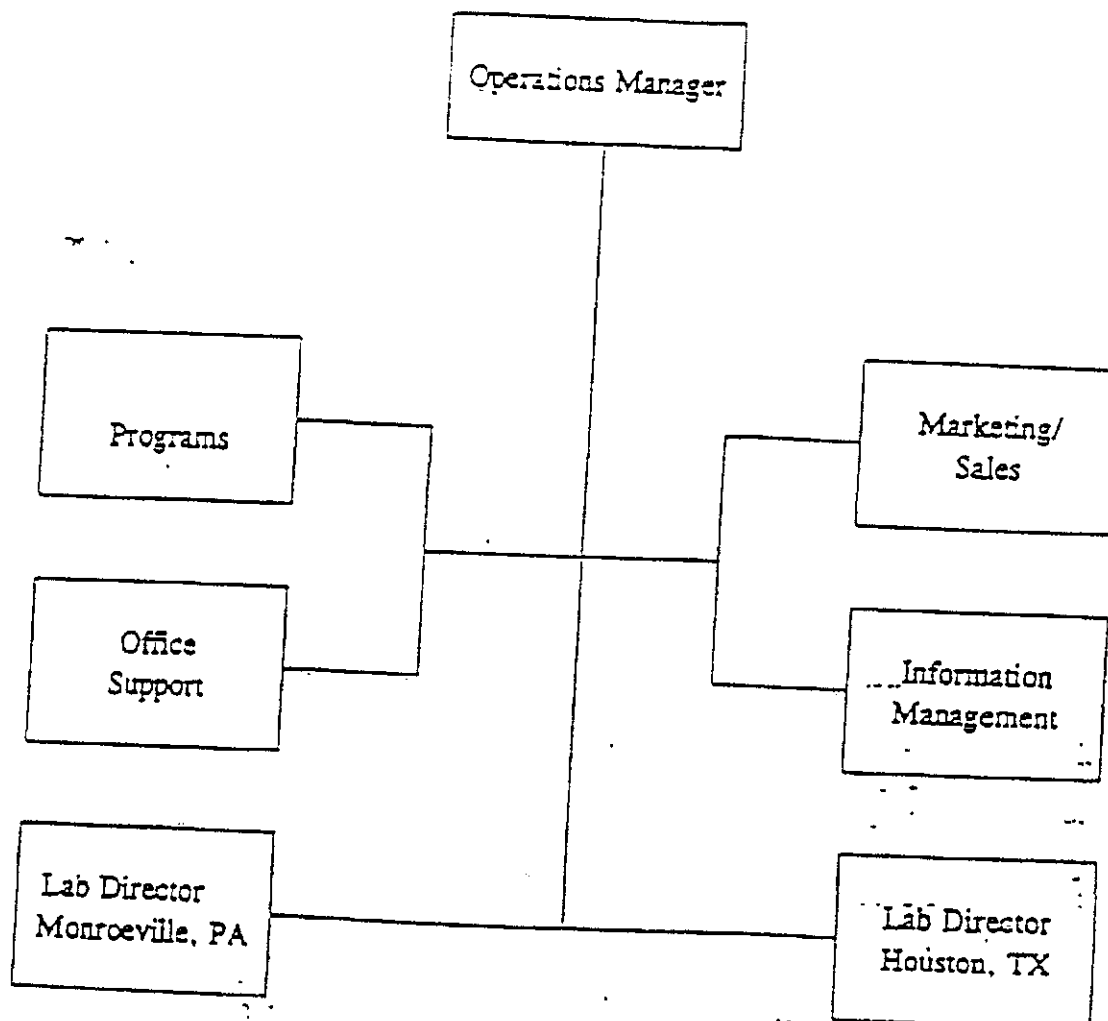 Operations Manager
Programs
Marketing/
Sales
Office
Support
Information
Management
Lab Director
Monroeville, PA
Lab Director
Houston, TX